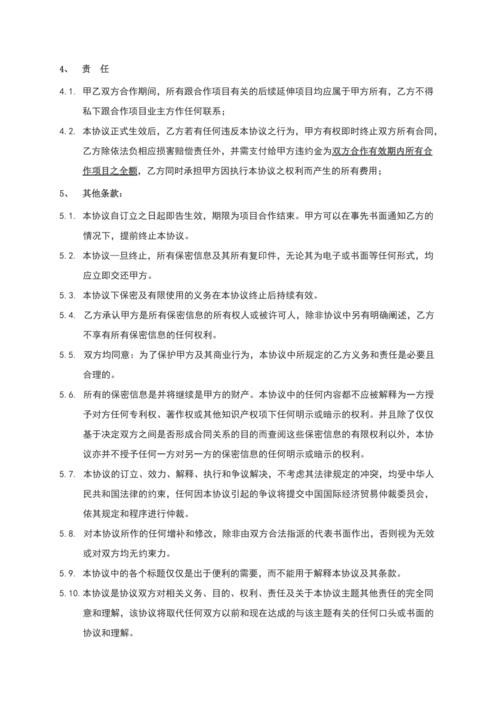 4、 责　任
4.1. 甲乙双方合作期间，所有跟合作项目有关的后续延伸项目均应属于甲方所有，乙方不得
私下跟合作项目业主方作任何联系；
4.2. 本协议正式生效后，乙方若有任何违反本协议之行为，甲方有权即时终止双方所有合同，
乙方除依法负相应损害赔偿责任外，并需支付给甲方违约金为双方合作有效期内所有合
作项目之全额，乙方同时承担甲方因执行本协议之权利而产生的所有费用；
5、 其他条款：
5.1. 本协议自订立之日起即告生效，期限为项目合作结束。甲方可以在事先书面通知乙方的
情况下，提前终止本协议。
5.2. 本协议一旦终止，所有保密信息及其所有复印件，无论其为电子或书面等任何形式，均
应立即交还甲方。
5.3. 本协议下保密及有限使用的义务在本协议终止后持续有效。
5.4. 乙方承认甲方是所有保密信息的所有权人或被许可人，除非协议中另有明确阐述，乙方
不享有所有保密信息的任何权利。
5.5. 双方均同意：为了保护甲方及其商业行为，本协议中所规定的乙方义务和责任是必要且
合理的。
5.6. 所有的保密信息是并将继续是甲方的财产。本协议中的任何内容都不应被解释为一方授
予对方任何专利权、著作权或其他知识产权项下任何明示或暗示的权利。并且除了仅仅
基于决定双方之间是否形成合同关系的目的而查阅这些保密信息的有限权利以外，本协
议亦并不授予任何一方对另一方的保密信息的任何明示或暗示的权利。
5.7. 本协议的订立、效力、解释、执行和争议解决，不考虑其法律规定的冲突，均受中华人
民共和国法律的约束，任何因本协议引起的争议将提交中国国际经济贸易仲裁委员会，
依其规定和程序进行仲裁。
5.8. 对本协议所作的任何增补和修改，除非由双方合法指派的代表书面作出，否则视为无效
或对双方均无约束力。
5.9. 本协议中的各个标题仅仅是出于便利的需要，而不能用于解释本协议及其条款。
5.10. 本协议是协议双方对相关义务、目的、权利、责任及关于本协议主题其他责任的完全同
意和理解，该协议将取代任何双方以前和现在达成的与该主题有关的任何口头或书面的
协议和理解。